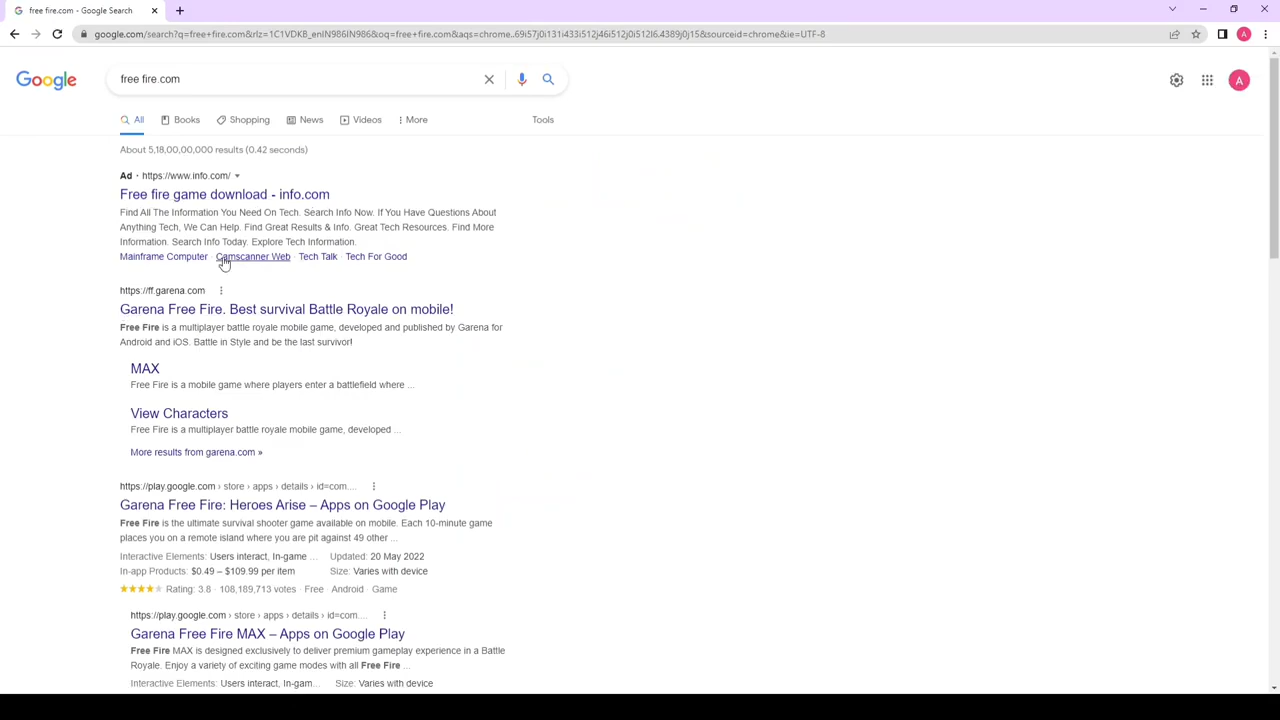 free fire.com - Google Search
google.com/search?q=free+fire.com&rlz=1C1VDKB_enIN986IN986&oq=free+fire.com&aqs=chrome..69i57j0i131i433i512j46i512j0i512l6.4389j0j15&sourceid=chrome&ie=UTF-8
A
Google
free fire.com
A
All Books Shopping News Videos More Tools
About 5,18,00,00,000 results (0.42 seconds)
Ad · https://www.info.com/
Free fire game download - info.com
Find All The Information You Need On Tech. Search Info Now. If You Have Questions About
Anything Tech, We Can Help. Find Great Results & Info. Great Tech Resources. Find More
Information. Search Info Today. Explore Tech Information.
Mainframe Computer · Camscanner Web · Tech Talk · Tech For Good
https://ff.garena.com
Garena Free Fire. Best survival Battle Royale on mobile!
Free Fire is a multiplayer battle royale mobile game, developed and published by Garena for
Android and iOS. Battle in Style and be the last survivor!
MAX
Free Fire is a mobile game where players enter a battlefield where ...
View Characters
Free Fire is a multiplayer battle royale mobile game, developed ...
More results from garena.com »
https://play.google.com › store › apps › details › id=com....
Garena Free Fire: Heroes Arise – Apps on Google Play
Free Fire is the ultimate survival shooter game available on mobile. Each 10-minute game
places you on a remote island where you are pit against 49 other ...
Interactive Elements: Users interact, In-game ... Updated: 20 May 2022
In-app Products: $0.49 – $109.99 per item Size: Varies with device
Rating: 3.8 · 108,189,713 votes · Free · Android · Game
https://play.google.com › store › apps › details › id=com....
Garena Free Fire MAX – Apps on Google Play
Free Fire MAX is designed exclusively to deliver premium gameplay experience in a Battle
Royale. Enjoy a variety of exciting game modes with all Free Fire ...
Interactive Elements: Users interact, In-gam... Size: Varies with device